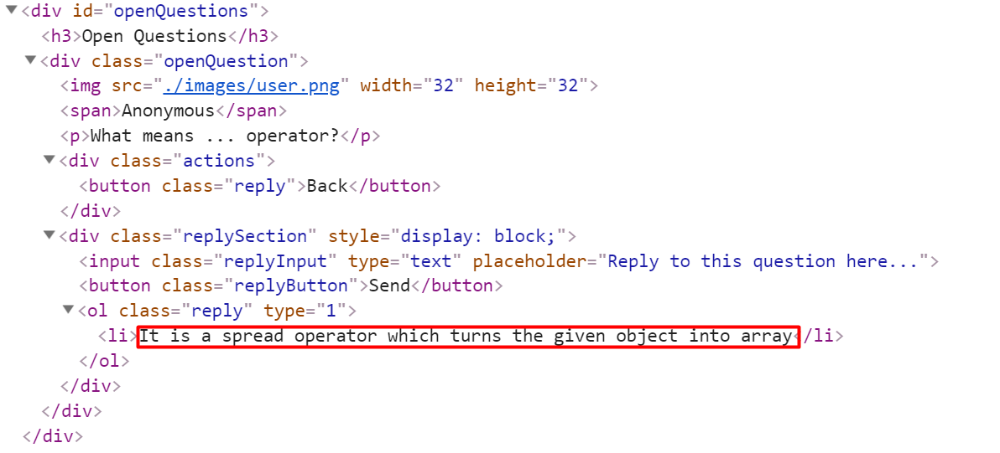 ▼<div id="openQuestions">
<h3>Open Questions</h3>
▼<div class="openQuestion">
<img src="./images/user.png" width="32" height="32">
<span>Anonymous</span>
<p>What means ... operator?</p>
▼<div class="actions">
<button class="reply">Back</button>
</div>
▼<div class="replySection" style="display: block;">
<input class="replyInput" type="text" placeholder="Reply to this question here...">
<button class="replyButton">Send</button>
▼<ol class="reply" type="1">
<li>It is a spread operator which turns the given object into array</li>
</ol>
</div>
</div>
</div>